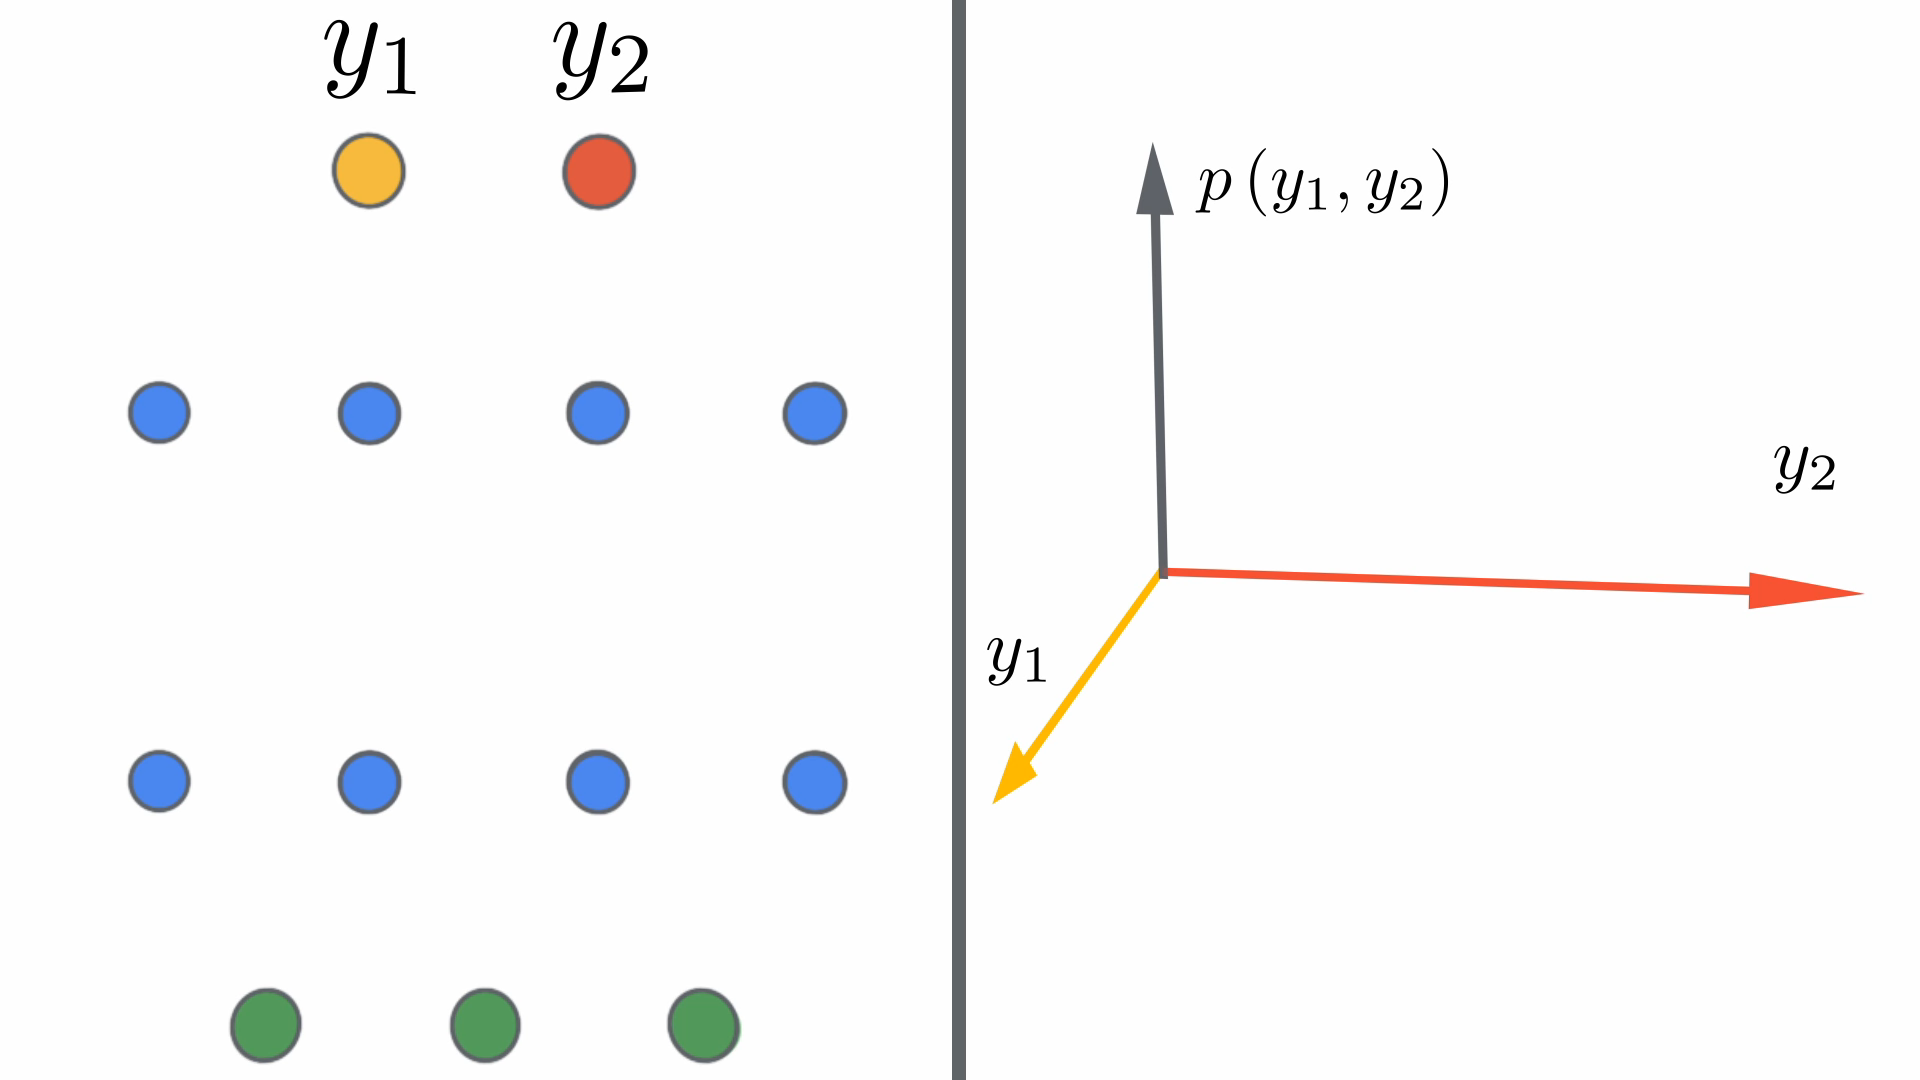 y₁ y₂
p(y₁, y₂)
y₂
y₁